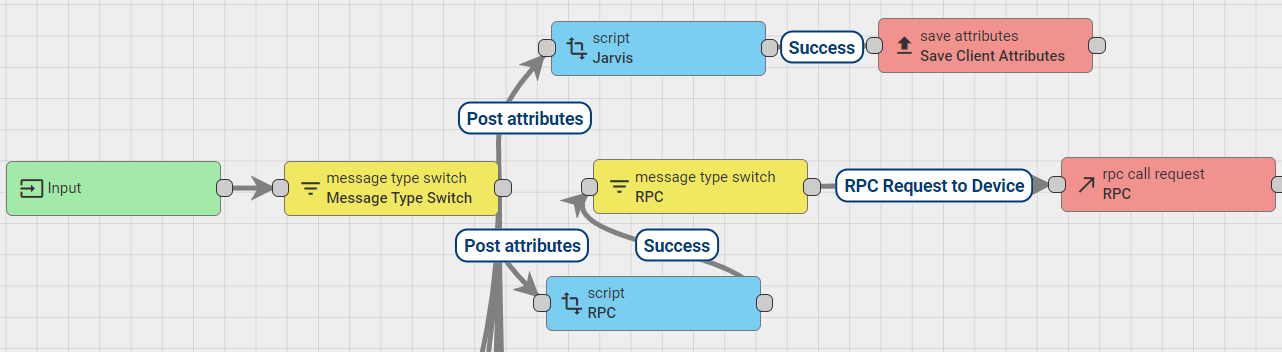 script
Jarvis
Success
save attributes
Save Client Attributes
Post attributes
Input
message type switch
Message Type Switch
message type switch
RPC
RPC Request to Device
rpc call request
RPC
Post attributes
Success
script
RPC